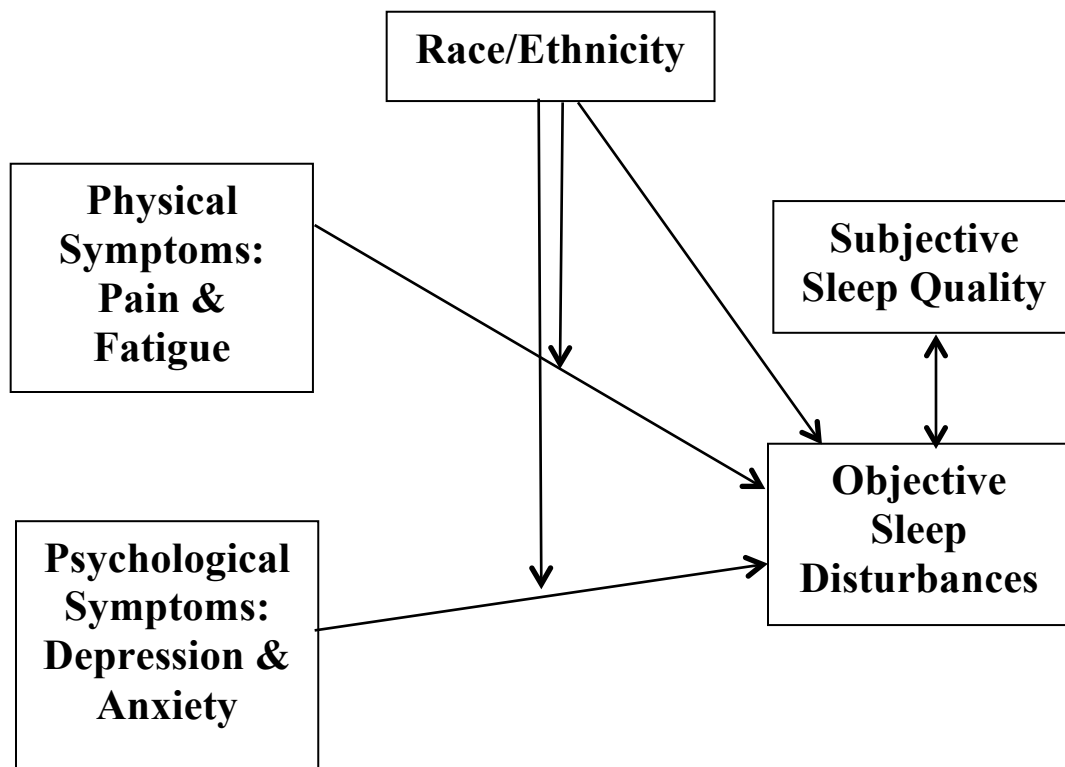 Race/Ethnicity
Physical
Symptoms:
Pain &
Fatigue
Subjective
Sleep Quality
Objective
Sleep
Disturbances
Psychological
Symptoms:
Depression &
Anxiety